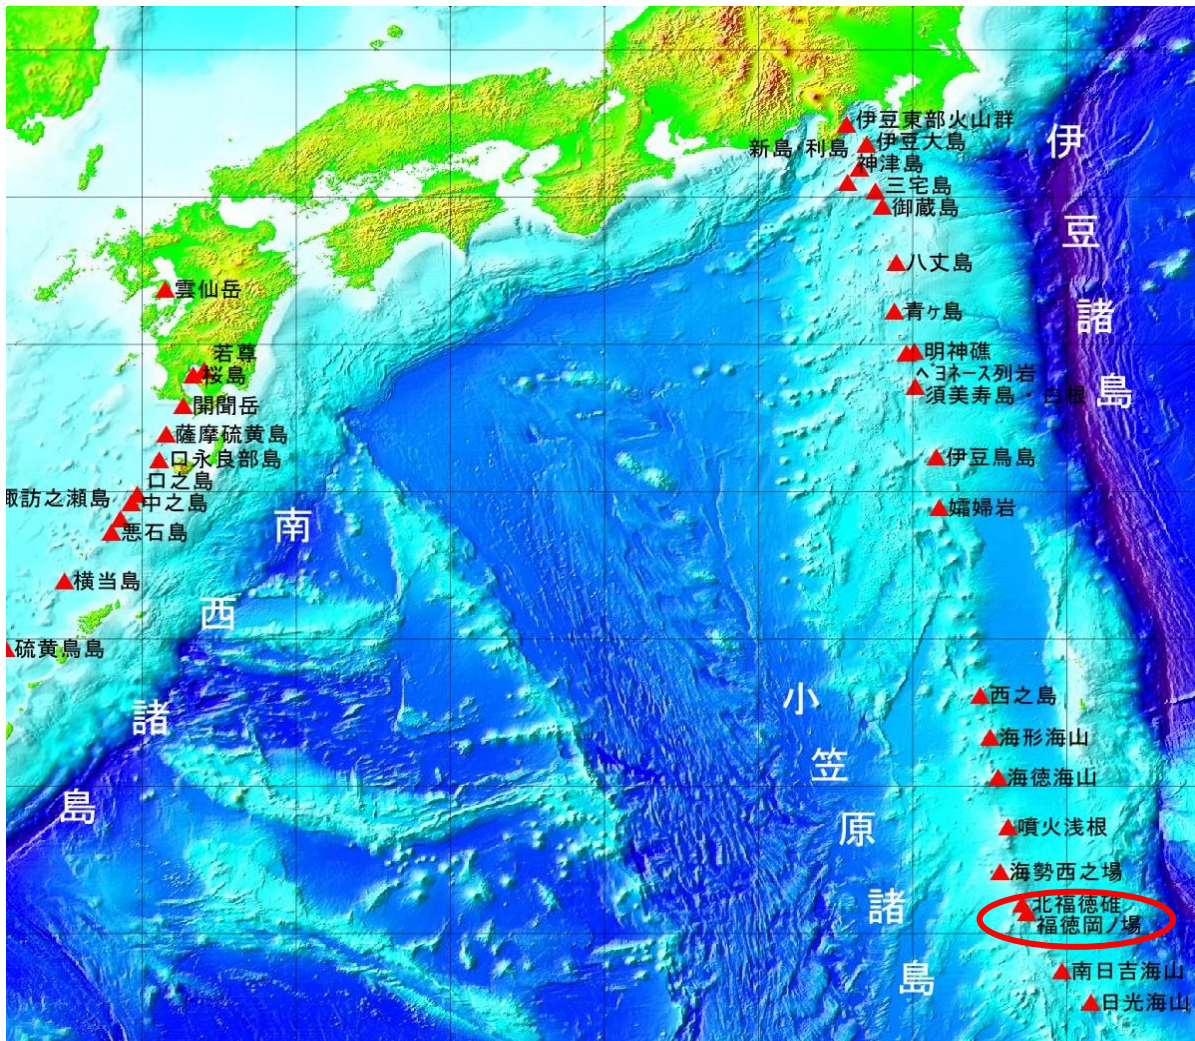 伊豆東部火山群
伊豆大島
新島・利島
神津島
三宅島
御蔵島
八丈島
青ヶ島
明神礁
ベヨネース列岩
須美寿島・白根
伊豆鳥島
孀婦岩
西之島
海形海山
海徳海山
噴火浅根
海勢西之場
北福徳碓
福徳岡ノ場
南日吉海山
日光海山
雲仙岳
若尊
桜島
開聞岳
薩摩硫黄島
口永良部島
口之島
諏訪之瀬島
中之島
悪石島
横当島
硫黄鳥島
伊豆諸島
南西諸島
小笠原諸島